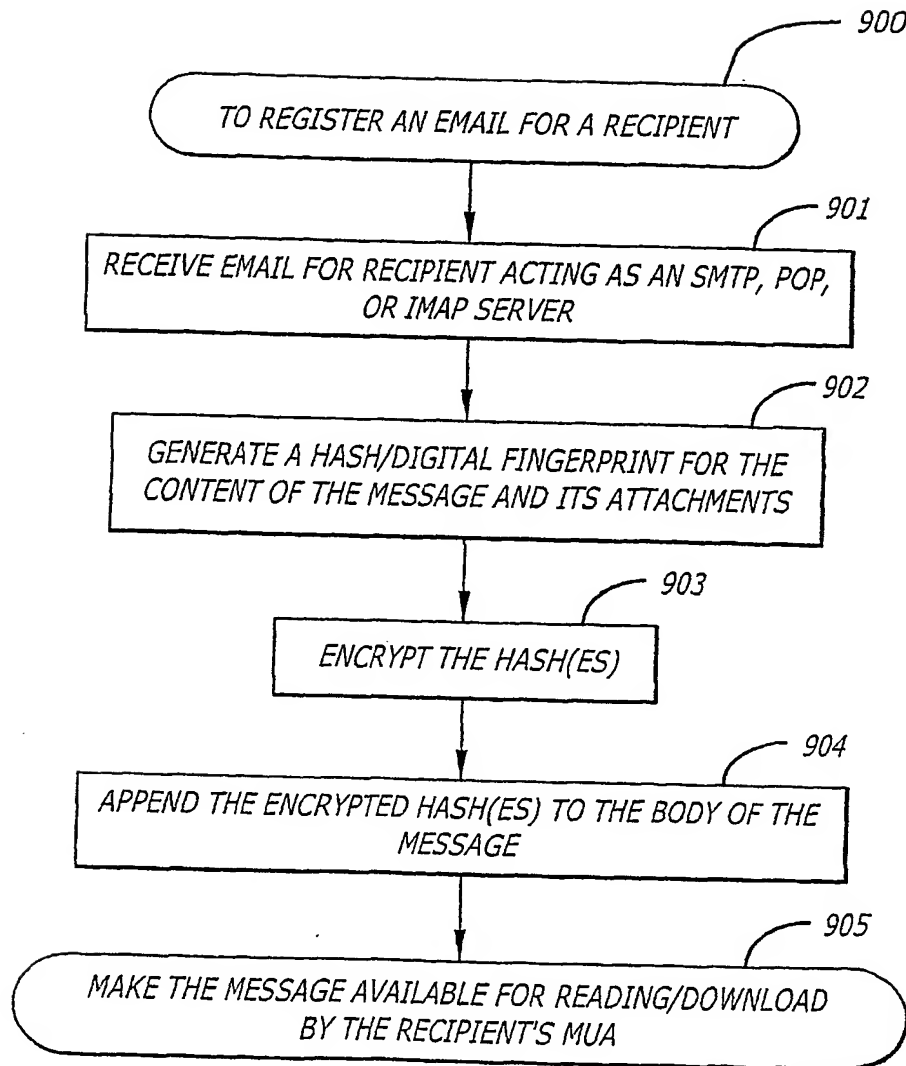 900
TO REGISTER AN EMAIL FOR A RECIPIENT
901
RECEIVE EMAIL FOR RECIPIENT ACTING AS AN SMTP, POP,
OR IMAP SERVER
902
GENERATE A HASH/DIGITAL FINGERPRINT FOR THE
CONTENT OF THE MESSAGE AND ITS ATTACHMENTS
903
ENCRYPT THE HASH(ES)
904
APPEND THE ENCRYPTED HASH(ES) TO THE BODY OF THE
MESSAGE
905
MAKE THE MESSAGE AVAILABLE FOR READING/DOWNLOAD
BY THE RECIPIENT'S MUA